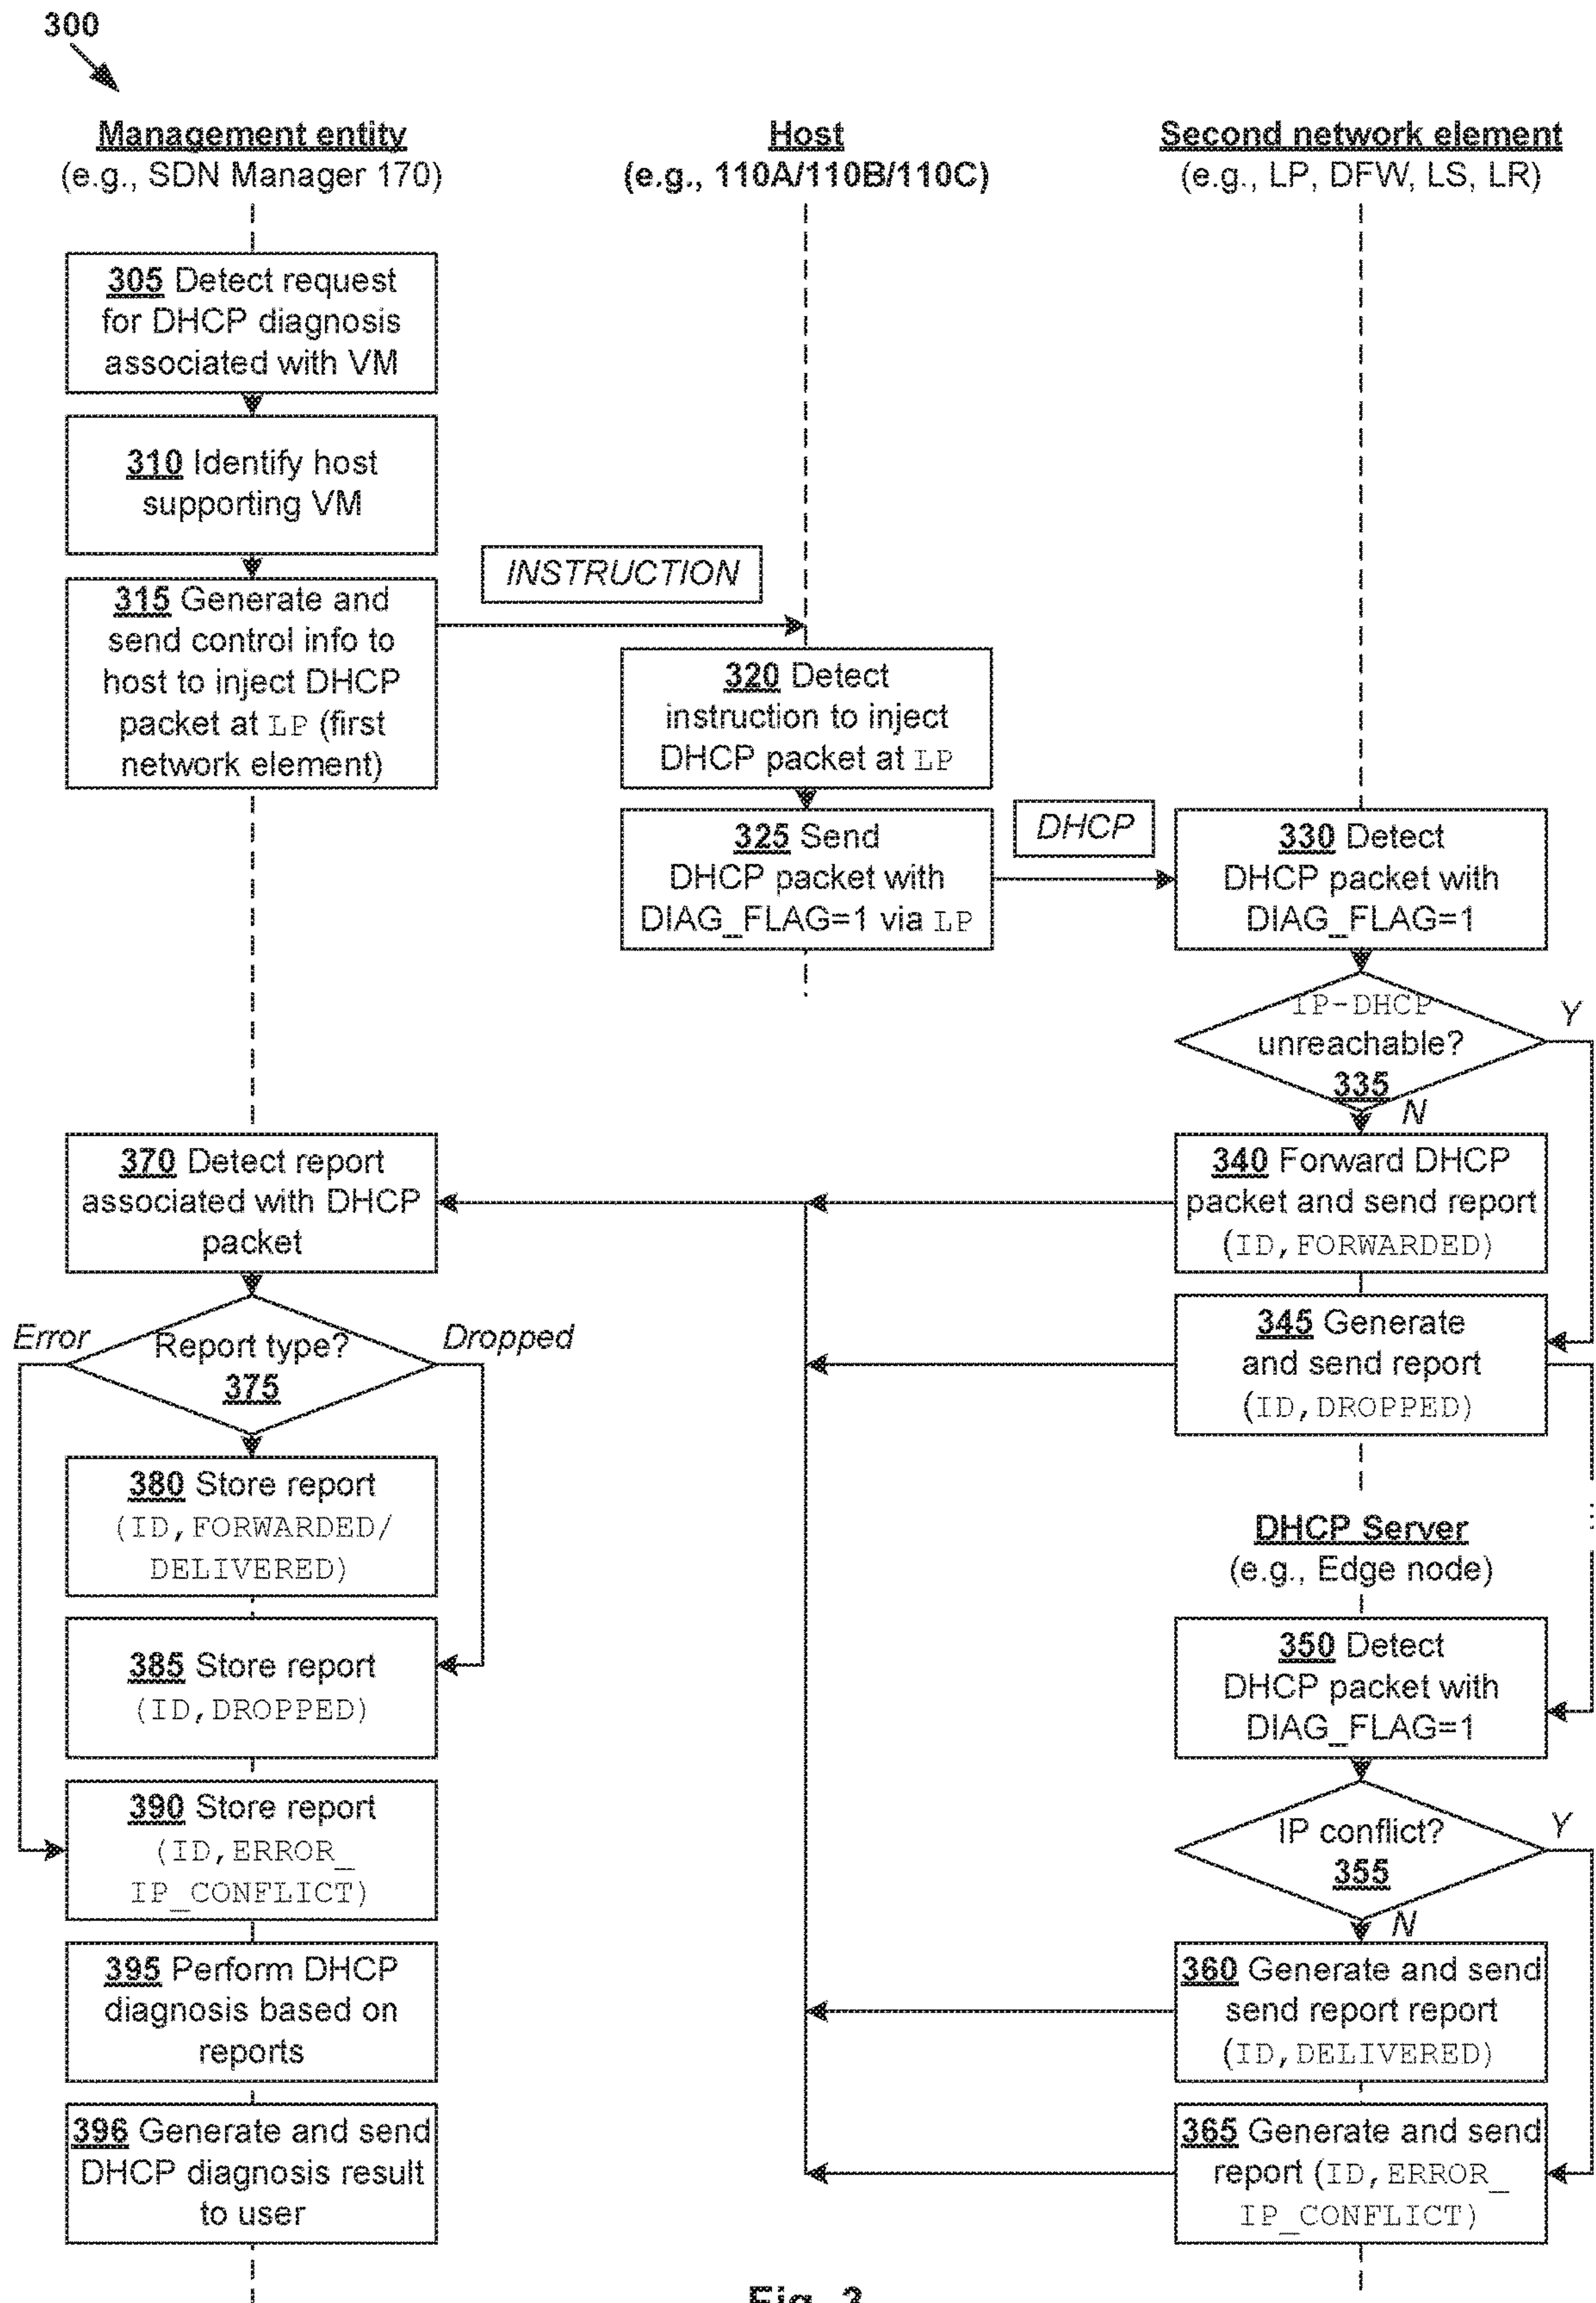 300
Management entity
(e.g., SDN Manager 170)
Host
(e.g., 110A/110B/110C)
Second network element
(e.g., LP, DFW, LS, LR)
305 Detect request
for DHCP diagnosis
associated with VM
310 Identify host
supporting VM
315 Generate and
send control info to
host to inject DHCP
packet at LP (first
network element)
INSTRUCTION
320 Detect
instruction to inject
DHCP packet at LP
325 Send
DHCP packet with
DIAG_FLAG=1 via LP
DHCP
330 Detect
DHCP packet with
DIAG_FLAG=1
IP-DHCP
unreachable?
335
Y
N
340 Forward DHCP
packet and send report
(ID,FORWARDED)
345 Generate
and send report
(ID,DROPPED)
370 Detect report
associated with DHCP
packet
Error
Report type?
375
Dropped
380 Store report
(ID,FORWARDED/
DELIVERED)
385 Store report
(ID,DROPPED)
390 Store report
(ID,ERROR_
IP_CONFLICT)
395 Perform DHCP
diagnosis based on
reports
396 Generate and send
DHCP diagnosis result
to user
DHCP Server
(e.g., Edge node)
350 Detect
DHCP packet with
DIAG_FLAG=1
IP conflict?
355
Y
N
360 Generate and send
send report report
(ID,DELIVERED)
365 Generate and send
report (ID,ERROR_
IP_CONFLICT)
Fig. 3